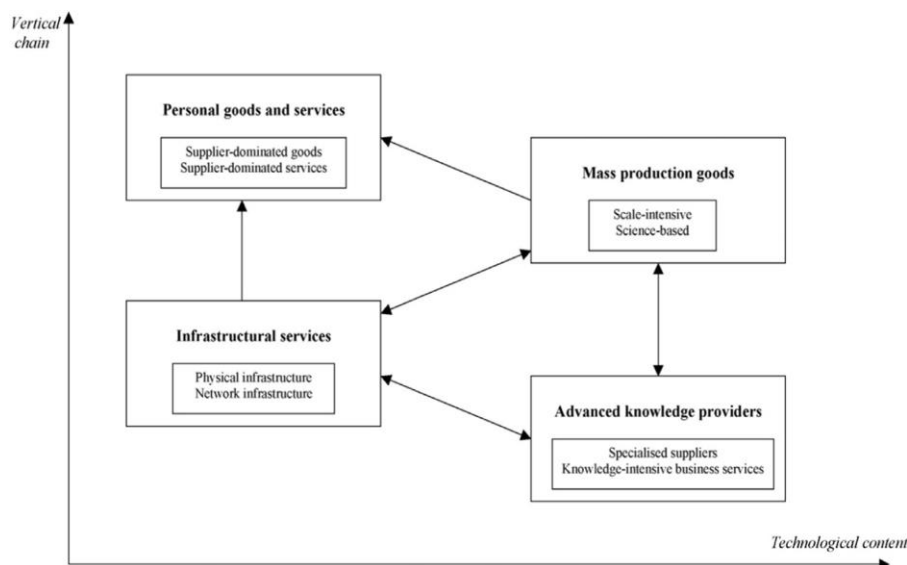 Vertical
chain
Personal goods and services
Supplier-dominated goods
Supplier-dominated services
Mass production goods
Scale-intensive
Science-based
Infrastructural services
Physical infrastructure
Network infrastructure
Advanced knowledge providers
Specialised suppliers
Knowledge-intensive business services
Technological content